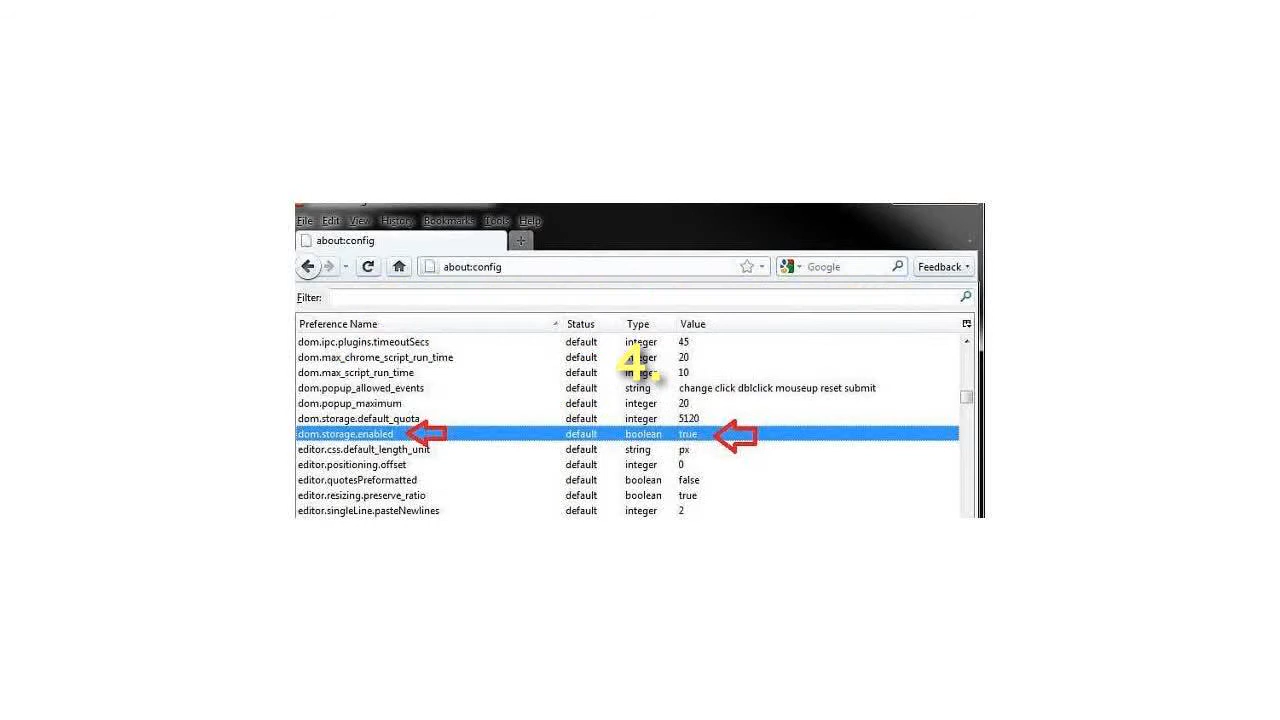 File Edit View History Bookmarks Tools Help
about:config
about:config Google Feedback
Filter:
Preference Name Status Type Value
dom.ipc.plugins.timeoutSecs default integer 45
dom.max_chrome_script_run_time default integer 20
dom.max_script_run_time default integer 10
4.
dom.popup_allowed_events default string change click dblclick mouseup reset submit
dom.popup_maximum default integer 20
dom.storage.default_quota default integer 5120
dom.storage.enabled default boolean true
editor.css.default_length_unit default string px
editor.positioning.offset default integer 0
editor.quotesPreformatted default boolean false
editor.resizing.preserve_ratio default boolean true
editor.singleLine.pasteNewlines default integer 2